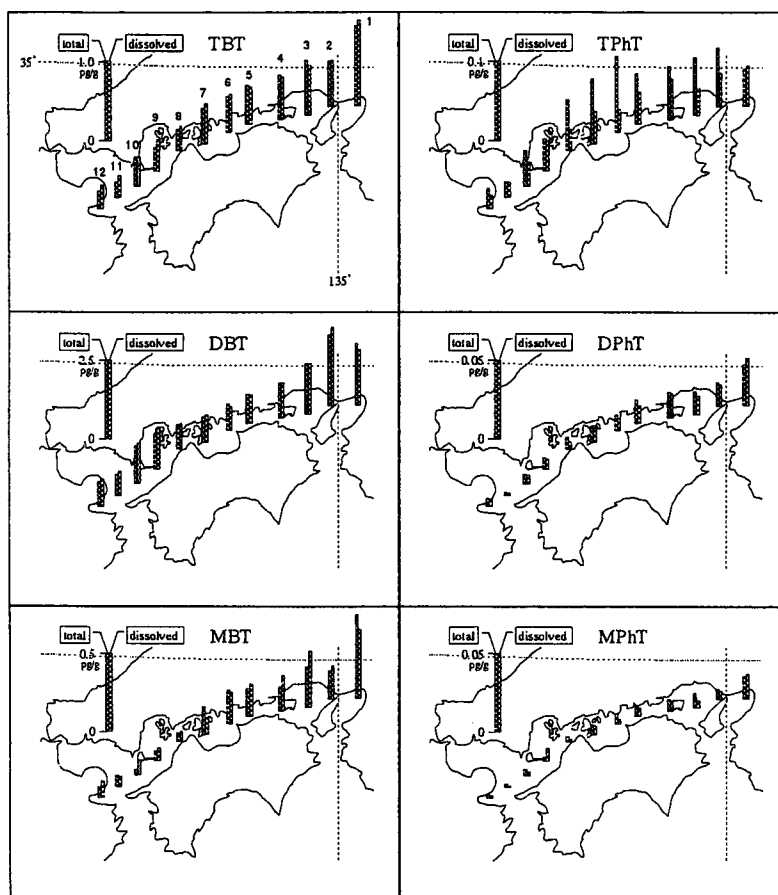 total dissolved TBT
35°
1.0
pg/g
0
1
2
3
4
5
6
7
8
9
10
11
12
135°
total dissolved TPhT
0.1
pg/g
0
total dissolved DBT
2.5
pg/g
0
total dissolved DPhT
0.05
pg/g
0
total dissolved MBT
0.5
pg/g
0
total dissolved MPhT
0.05
pg/g
0